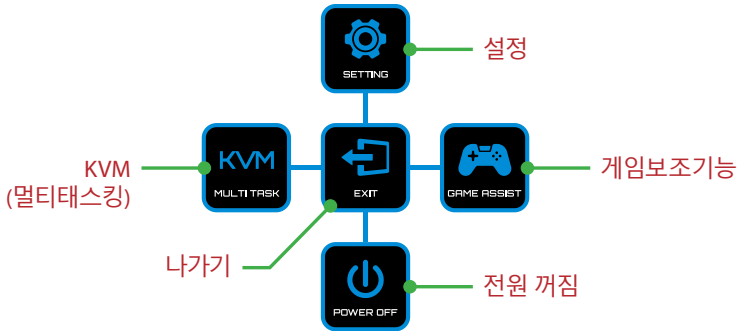 설정
SETTING
KVM
(멀티태스킹)
KVM
MULTI TASK
EXIT
GAME ASSIST
게임보조기능
나가기
POWER OFF
전원 꺼짐